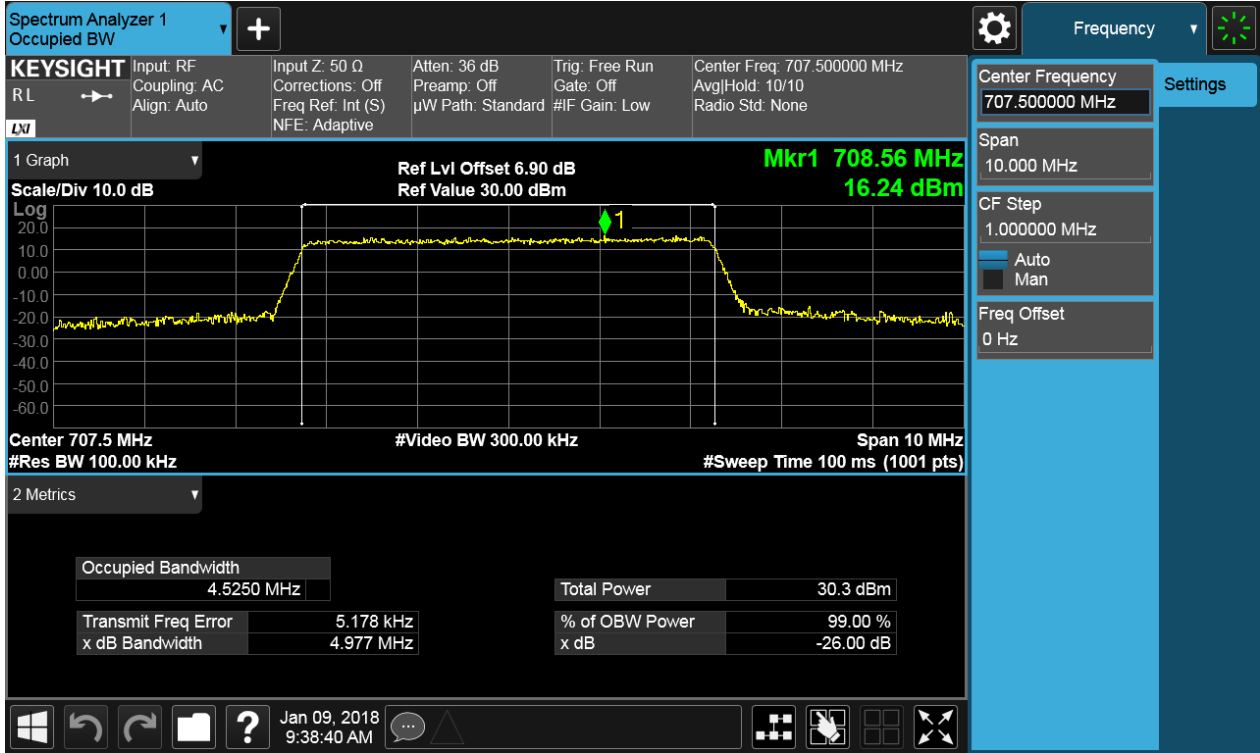 Spectrum Analyzer 1
Occupied BW
Frequency
KEYSIGHT
R L
LXI
Input: RF
Coupling: AC
Align: Auto
Input Z: 50 Ω
Corrections: Off
Freq Ref: Int (S)
NFE: Adaptive
Atten: 36 dB
Preamp: Off
µW Path: Standard
Trig: Free Run
Gate: Off
#IF Gain: Low
Center Freq: 707.500000 MHz
Avg|Hold: 10/10
Radio Std: None
Center Frequency
707.500000 MHz
Settings
Span
10.000 MHz
CF Step
1.000000 MHz
Auto
Man
Freq Offset
0 Hz
1 Graph
Scale/Div 10.0 dB
Ref Lvl Offset 6.90 dB
Ref Value 30.00 dBm
Mkr1 708.56 MHz
16.24 dBm
Log
1
20.0
10.0
0.00
-10.0
-20.0
-30.0
-40.0
-50.0
-60.0
Center 707.5 MHz
#Video BW 300.00 kHz
Span 10 MHz
#Res BW 100.00 kHz
#Sweep Time 100 ms (1001 pts)
2 Metrics
Occupied Bandwidth
4.5250 MHz
Total Power 30.3 dBm
Transmit Freq Error 5.178 kHz
% of OBW Power 99.00 %
x dB Bandwidth 4.977 MHz
x dB -26.00 dB
?
Jan 09, 2018
9:38:40 AM